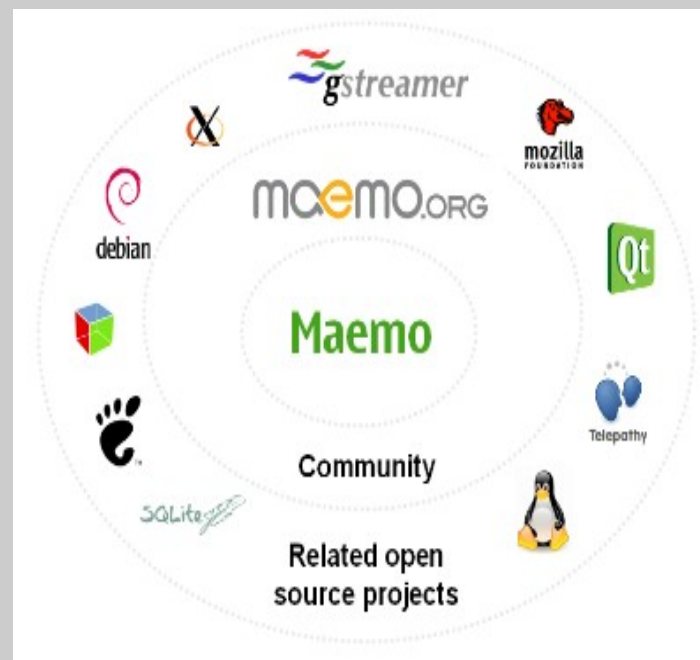 gstreamer
X
mozilla
FOUNDATION
debian
maemo.ORG
Qt
Maemo
Telepathy
Community
SQLite
Related open
source projects